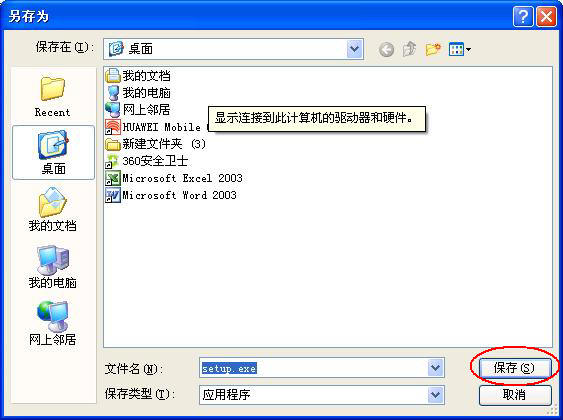 另存为
保存在(I):
桌面
我的文档
我的电脑
网上邻居
HUAWEI Mobile
新建文件夹 (3)
360安全卫士
Microsoft Excel 2003
Microsoft Word 2003
显示连接到此计算机的驱动器和硬件。
Recent
桌面
我的文档
我的电脑
网上邻居
文件名(N):
setup.exe
保存(S)
保存类型(T):
应用程序
取消